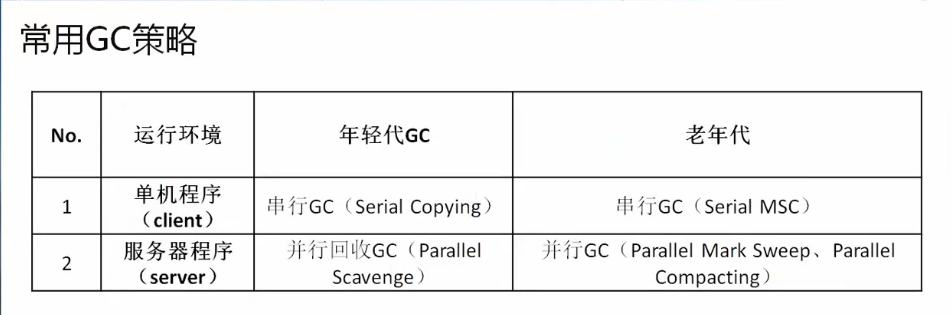 常用GC策略
No. 运行环境 年轻代GC 老年代
1 单机程序（client） 串行GC（Serial Copying） 串行GC（Serial MSC）
2 服务器程序（server） 并行回收GC（Parallel Scavenge） 并行GC（Parallel Mark Sweep、Parallel Compacting）